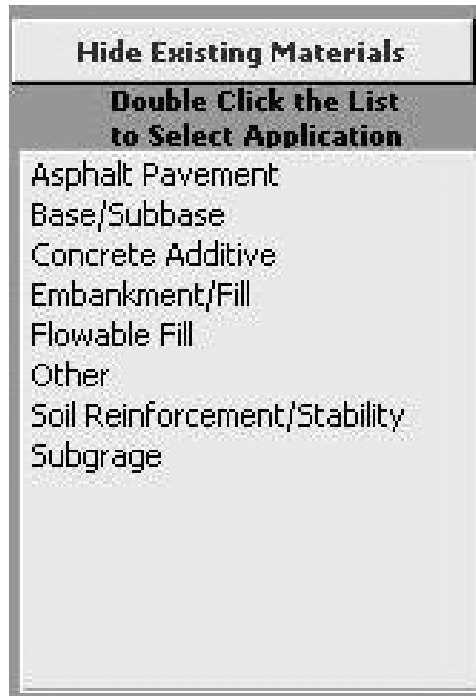 Hide Existing Materials
Double Click the List
to Select Application
Asphalt Pavement
Base/Subbase
Concrete Additive
Embankment/Fill
Flowable Fill
Other
Soil Reinforcement/Stability
Subgrage